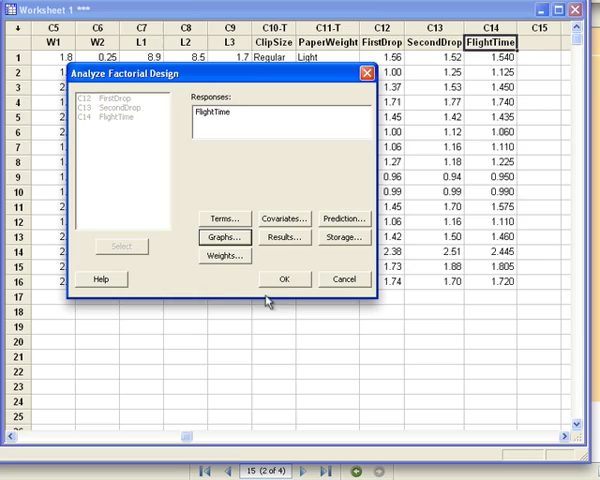 Worksheet 1 ***
C5 C6 C7 C8 C9 C10-T C11-T C12 C13 C14 C15
W1 W2 L1 L2 L3 ClipSize PaperWeight FirstDrop SecondDrop FlightTime
1 1.8 0.25 8.9 8.5 1.7 Regular Light 1.56 1.52 1.540
Analyze Factorial Design
2 1. 1.00 1.25 1.125
3 2. 1.37 1.53 1.450
4 1.71 1.77 1.740
5 1.45 1.42 1.435
6 1.00 1.12 1.060
7 1.06 1.16 1.110
8 1.27 1.18 1.225
9 0.96 0.94 0.950
10 0.99 0.99 0.990
11 1.45 1.70 1.575
12 1.06 1.16 1.110
13 1.42 1.50 1.460
14 2.38 2.51 2.445
15 1.73 1.88 1.805
16 1.74 1.70 1.720
17
18
19
20
21
22
23
24
25
26
Responses:
C12 FirstDrop
C13 SecondDrop
C14 FlightTime
FlightTime
Terms... Covariates... Prediction...
Graphs... Results... Storage...
Select
Weights...
Help OK Cancel
15 (2 of 4)